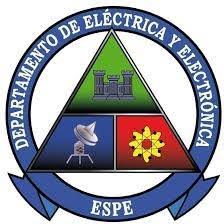 DEPARTAMENTO DE ELÉCTRICA Y ELECTRÓNICA
ESPE